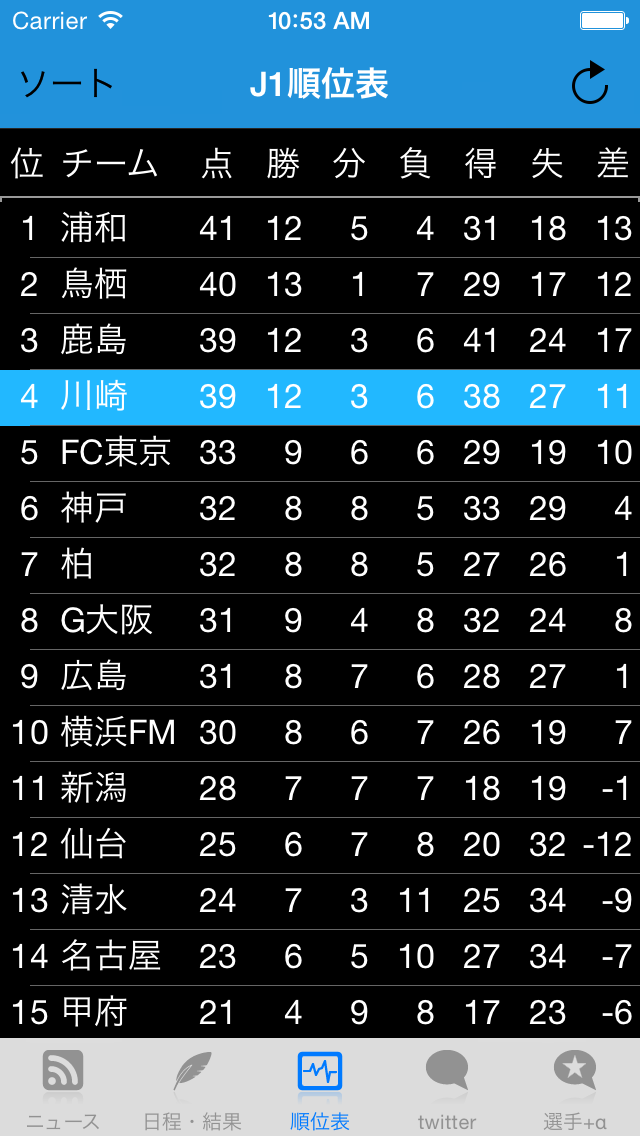 Carrier 10:53 AM
ソート J1順位表
位 チーム 点 勝 分 負 得 失 差
1 浦和 41 12 5 4 31 18 13
2 鳥栖 40 13 1 7 29 17 12
3 鹿島 39 12 3 6 41 24 17
4 川崎 39 12 3 6 38 27 11
5 FC東京 33 9 6 6 29 19 10
6 神戸 32 8 8 5 33 29 4
7 柏 32 8 8 5 27 26 1
8 G大阪 31 9 4 8 32 24 8
9 広島 31 8 7 6 28 27 1
10 横浜FM 30 8 6 7 26 19 7
11 新潟 28 7 7 7 18 19 -1
12 仙台 25 6 7 8 20 32 -12
13 清水 24 7 3 11 25 34 -9
14 名古屋 23 6 5 10 27 34 -7
15 甲府 21 4 9 8 17 23 -6
ニュース 日程・結果 順位表 twitter 選手+α